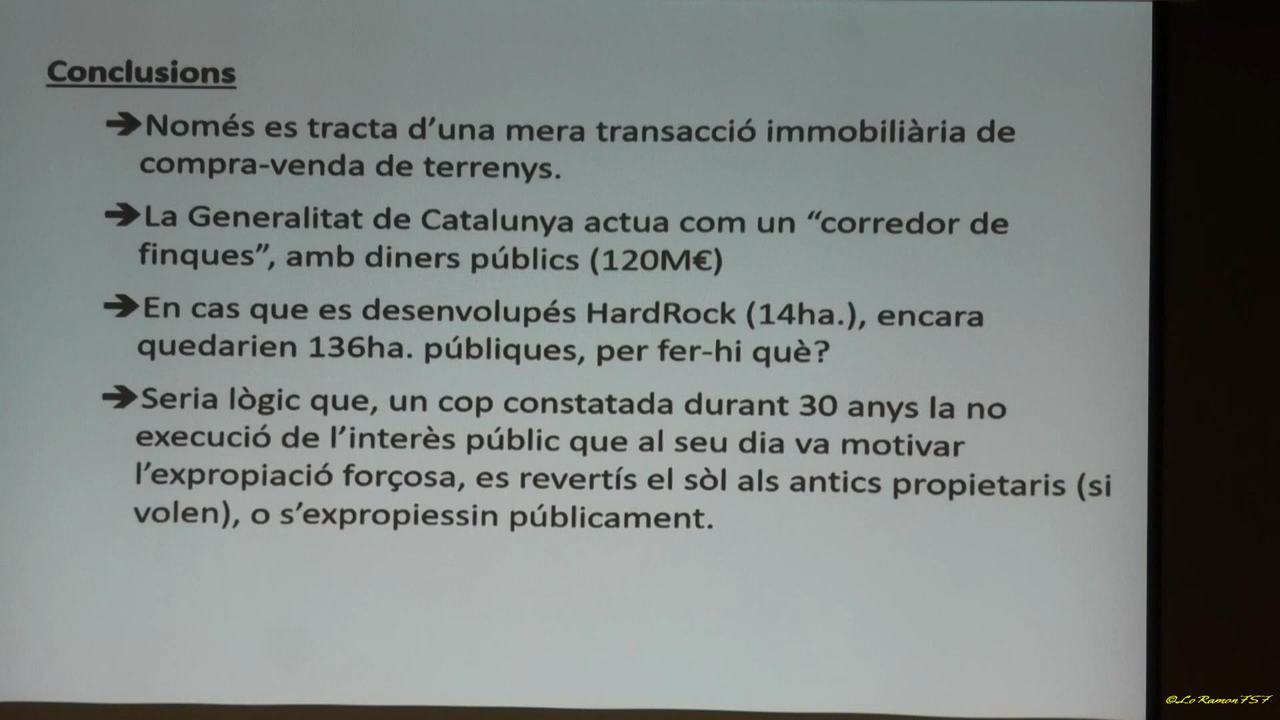 Conclusions
➔Només es tracta d’una mera transacció immobiliària de
compra-venda de terrenys.
➔La Generalitat de Catalunya actua com un “corredor de
finques”, amb diners públics (120M€)
➔En cas que es desenvolupés HardRock (14ha.), encara
quedarien 136ha. públiques, per fer-hi què?
➔Seria lògic que, un cop constatada durant 30 anys la no
execució de l’interès públic que al seu dia va motivar
l’expropiació forçosa, es revertís el sòl als antics propietaris (si
volen), o s’expropiessin públicament.
©LoRamon757